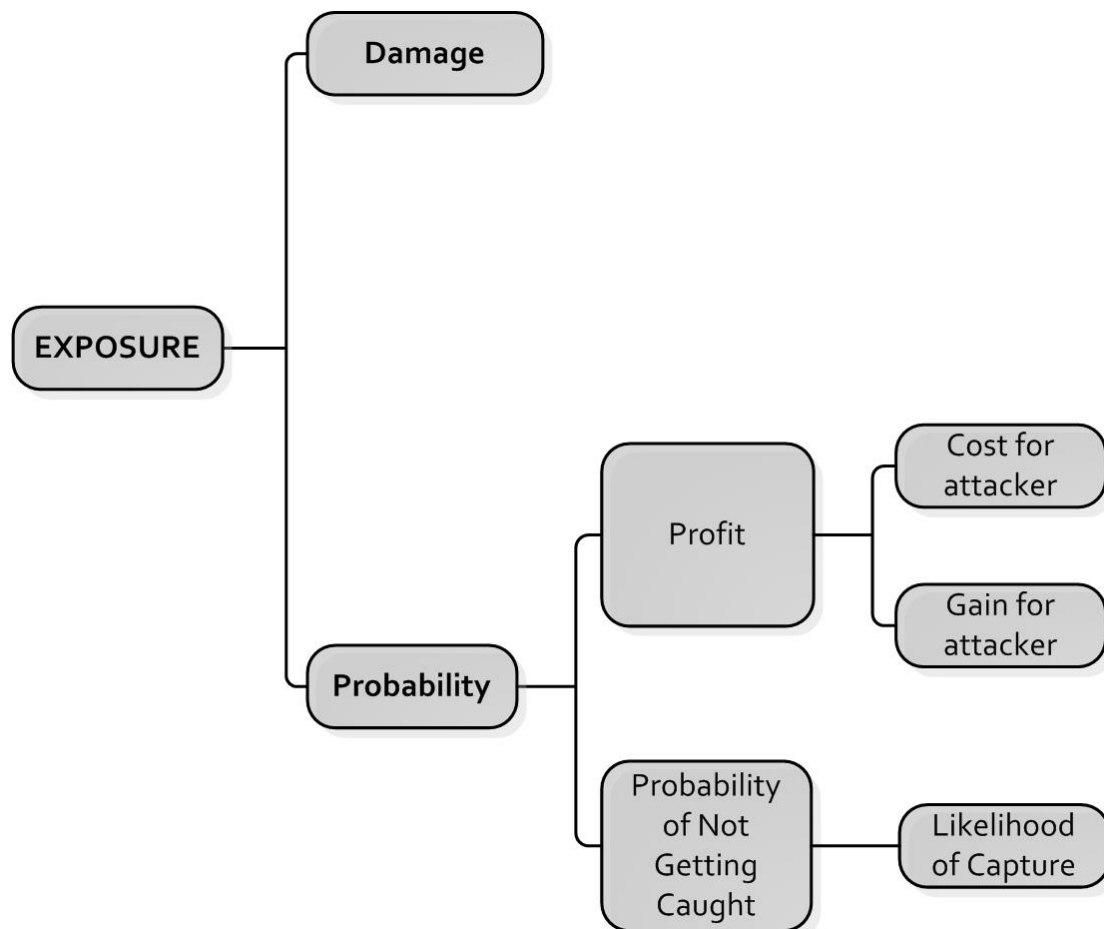 Damage
EXPOSURE
Probability
Profit
Cost for
attacker
Gain for
attacker
Probability
of Not
Getting
Caught
Likelihood
of Capture